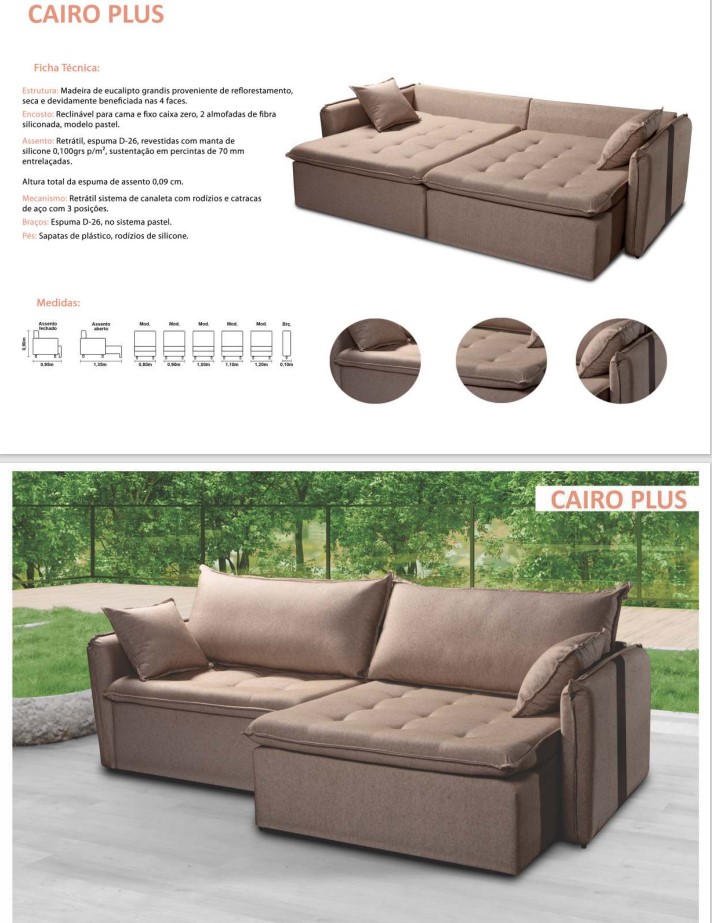 CAIRO PLUS
Ficha Técnica:
Estrutura: Madeira de eucalipto grandis proveniente de reflorestamento,
seca e devidamente beneficiada nas 4 faces.
Encosto: Reclinável para cama e fixo caixa zero, 2 almofadas de fibra
siliconada, modelo pastel.
Assento: Retrátil, espuma D-26, revestidas com manta de
silicone 0,100grs p/m², sustentação em percintas de 70 mm
entrelaçadas.
Altura total da espuma de assento 0,09 cm.
Mecanismo: Retrátil sistema de canaleta com rodízios e catracas
de aço com 3 posições.
Braços: Espuma D-26, no sistema pastel.
Pés: Sapatas de plástico, rodízios de silicone.
Medidas:
Assento fechado Assento aberto Mod. Mod. Mod. Mod. Mod. Brç.
0,90m
0,95m 1,35m 0,80m 0,90m 1,00m 1,10m 1,20m 0,10m
CAIRO PLUS